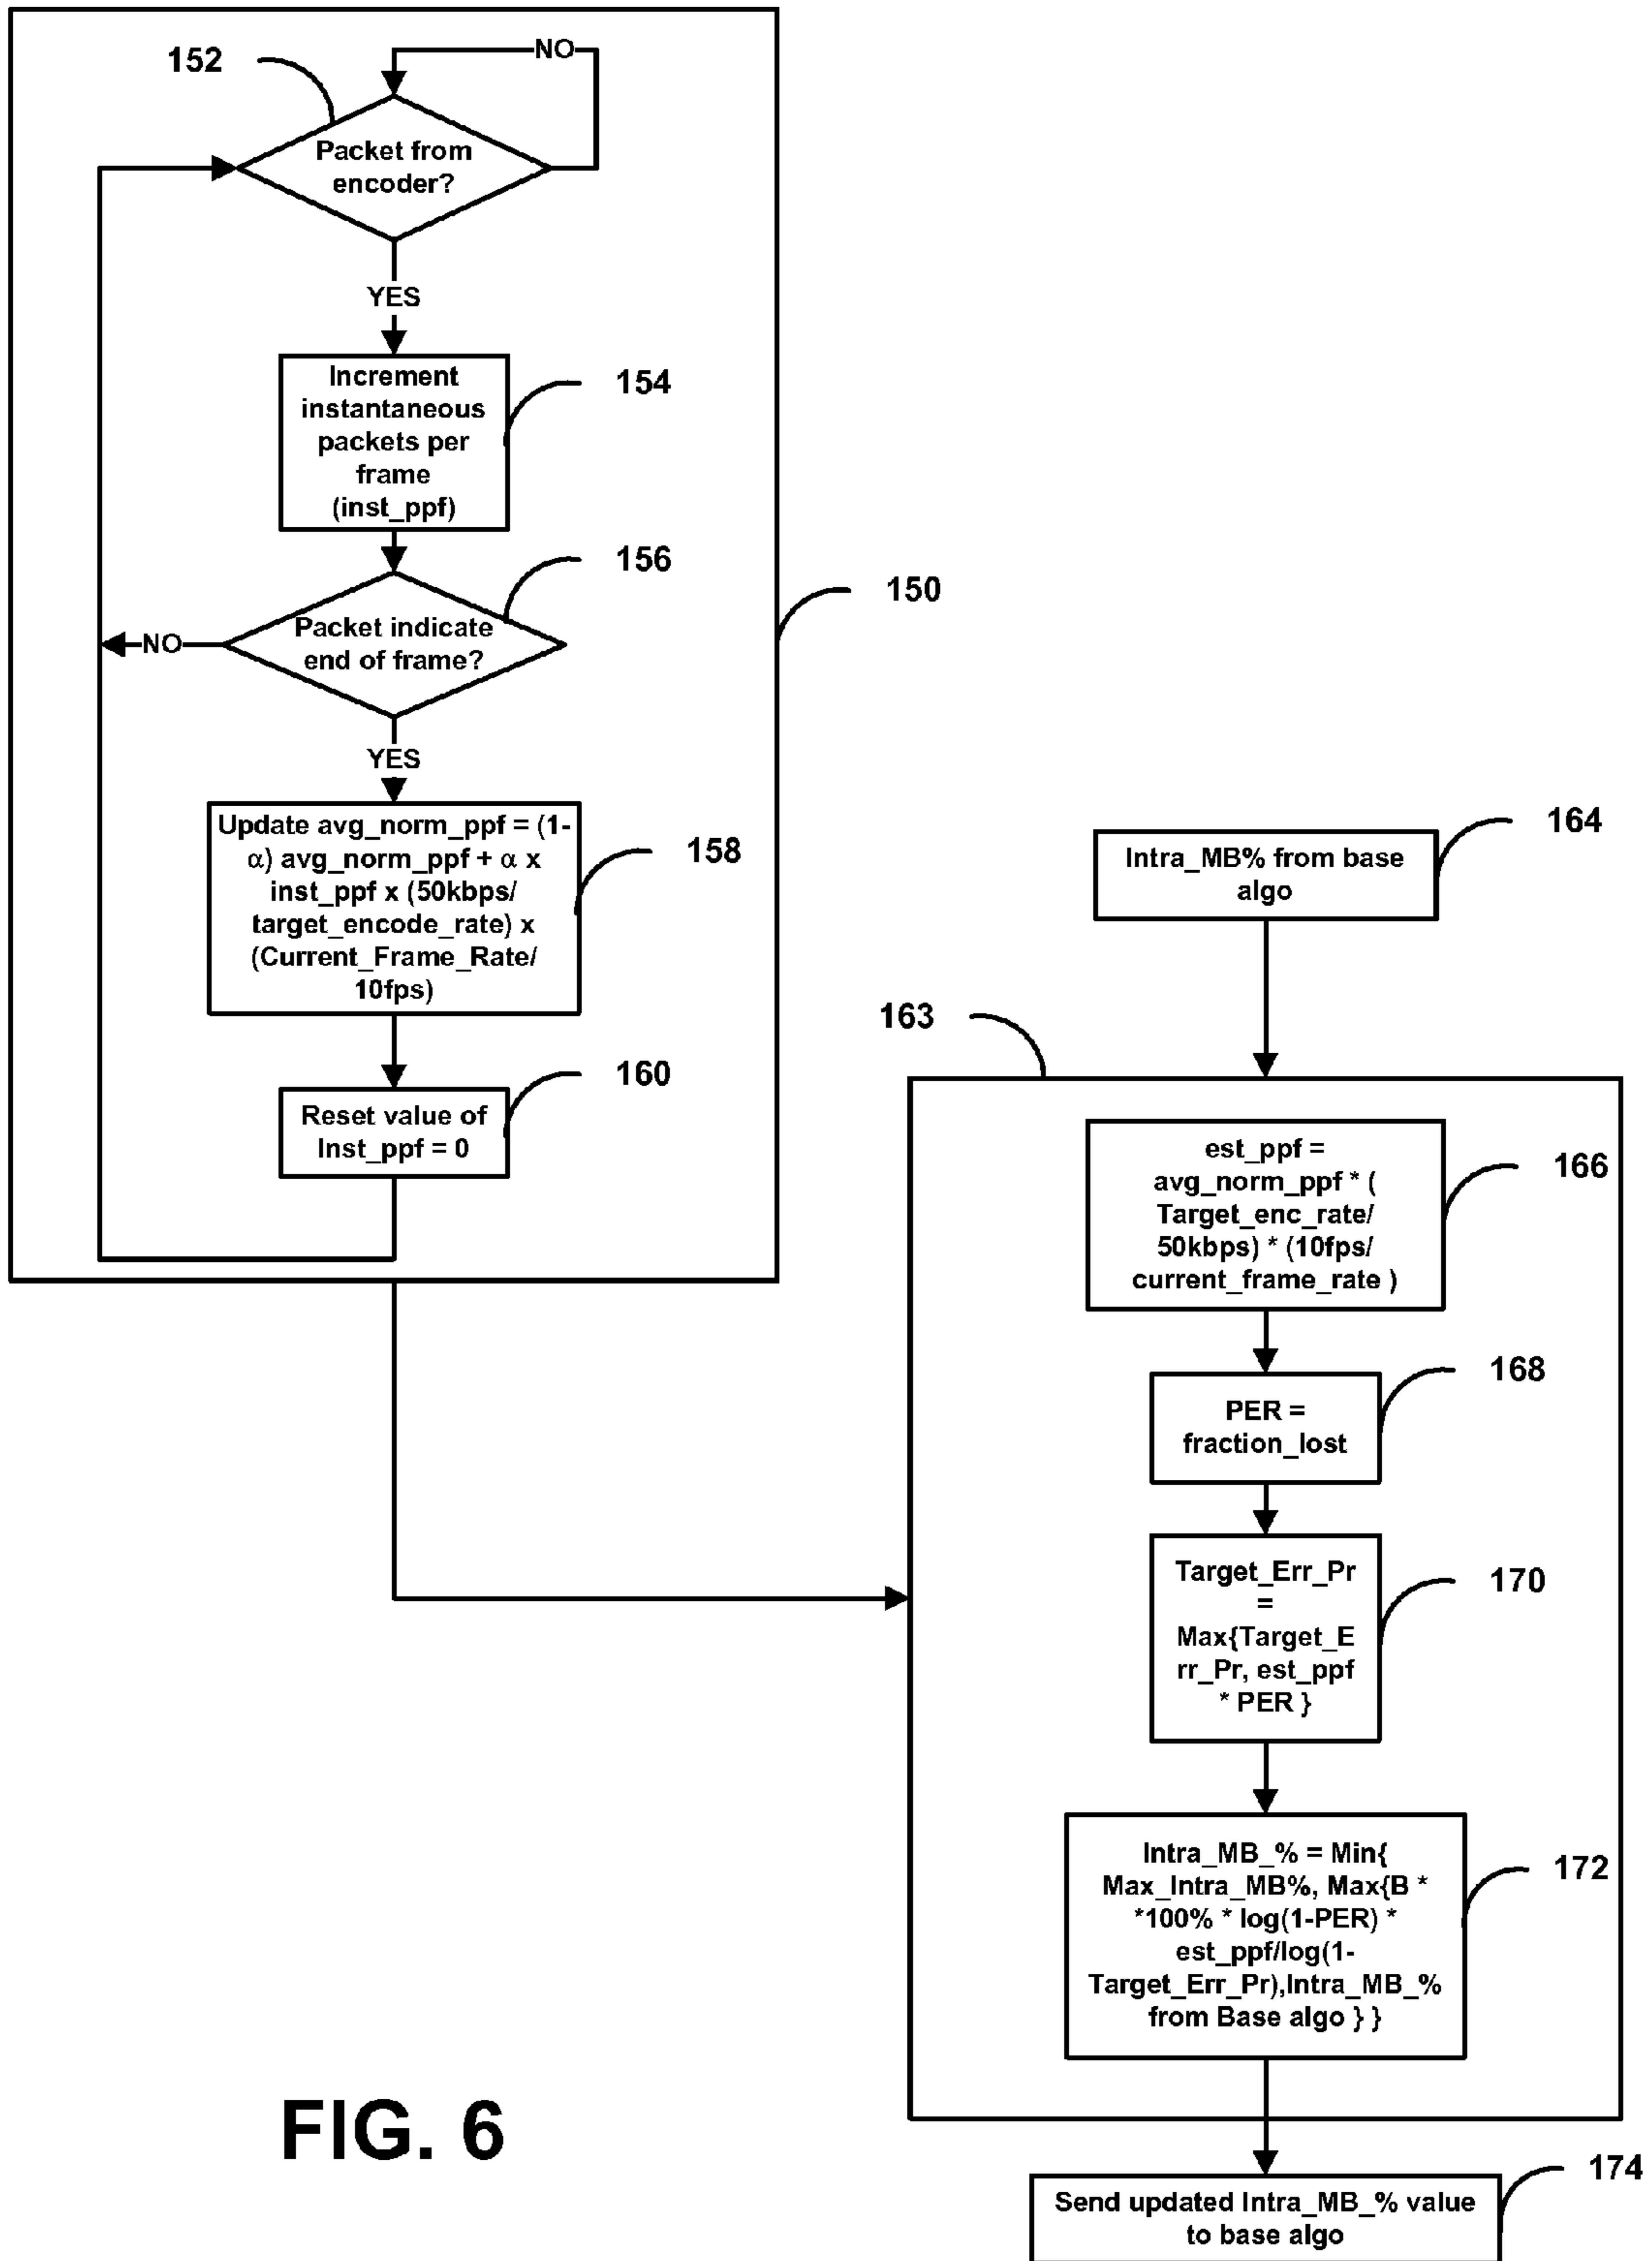 NO
152
Packet from
encoder?
YES
Increment
instantaneous
packets per
frame
(inst_ppf)
154
156
Packet indicate
end of frame?
NO
150
YES
Update avg_norm_ppf = (1-
α) avg_norm_ppf + α x
inst_ppf x (50kbps/
target_encode_rate) x
(Current_Frame_Rate/
10fps)
158
160
Reset value of
Inst_ppf = 0
164
Intra_MB% from base
algo
163
est_ppf =
avg_norm_ppf * (
Target_enc_rate/
50kbps) * (10fps/
current_frame_rate )
166
168
PER =
fraction_lost
Target_Err_Pr
=
Max{Target_E
rr_Pr, est_ppf
* PER }
170
Intra_MB_% = Min{
Max_Intra_MB%, Max{B *
*100% * log(1-PER) *
est_ppf/log(1-
Target_Err_Pr),Intra_MB_%
from Base algo } }
172
174
Send updated Intra_MB_% value
to base algo
FIG. 6